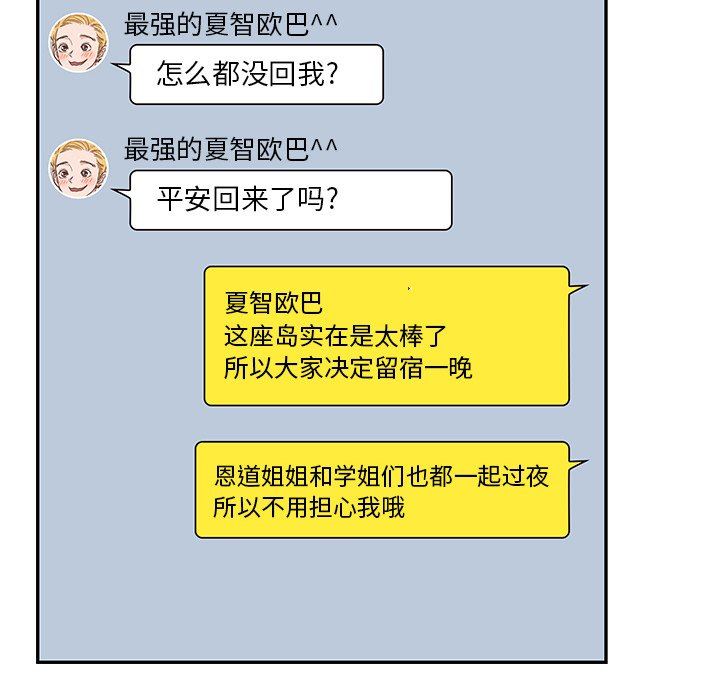 最强的夏智欧巴^^
怎么都没回我?
最强的夏智欧巴^^
平安回来了吗?
夏智欧巴
这座岛实在是太棒了
所以大家决定留宿一晚
恩道姐姐和学姐们也都一起过夜
所以不用担心我哦